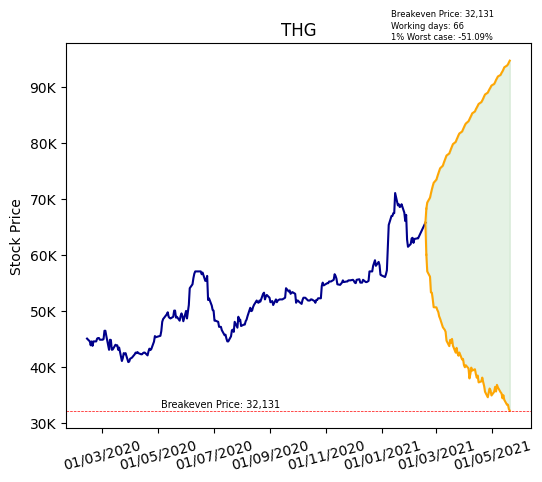 Breakeven Price: 32,131
Working days: 66
1% Worst case: -51.09%
THG
Stock Price
90K
80K
70K
60K
50K
40K
30K
Breakeven Price: 32,131
01/03/2020
01/05/2020
01/07/2020
01/09/2020
01/11/2020
01/01/2021
01/03/2021
01/05/2021